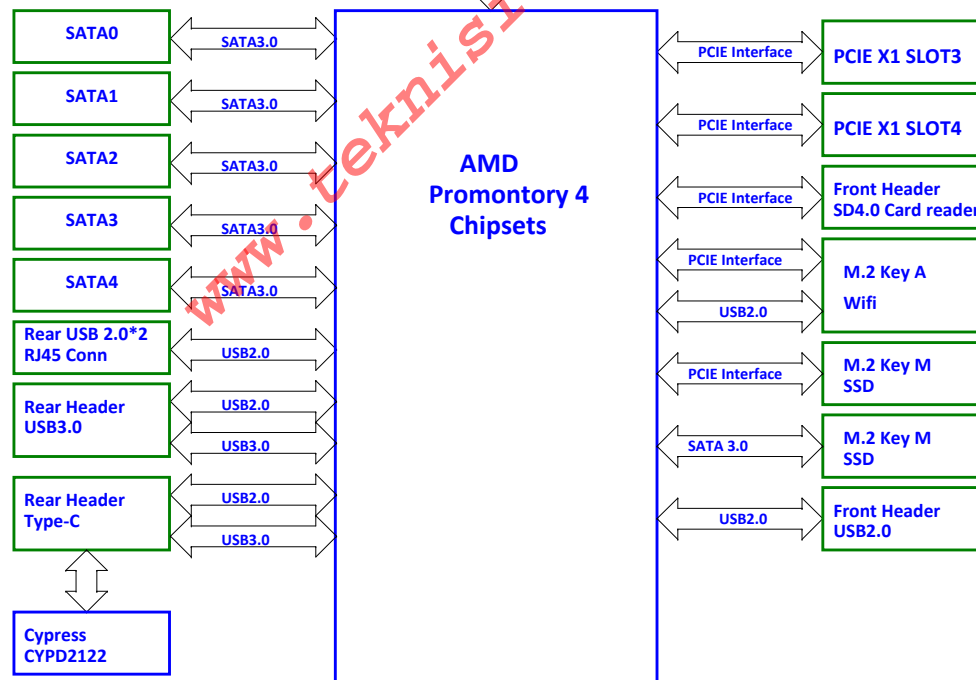 SATA0
SATA3.0
SATA1
SATA3.0
SATA2
SATA3.0
SATA3
SATA3.0
SATA4
SATA3.0
Rear USB 2.0*2
RJ45 Conn
USB2.0
Rear Header
USB3.0
USB2.0
USB3.0
Rear Header
Type-C
USB2.0
USB3.0
Cypress
CYPD2122
AMD
Promontory 4
Chipsets
PCIE Interface
PCIE X1 SLOT3
PCIE Interface
PCIE X1 SLOT4
PCIE Interface
Front Header
SD4.0 Card reader
PCIE Interface
USB2.0
M.2 Key A
Wifi
PCIE Interface
M.2 Key M
SSD
SATA 3.0
M.2 Key M
SSD
USB2.0
Front Header
USB2.0
www.teknisi